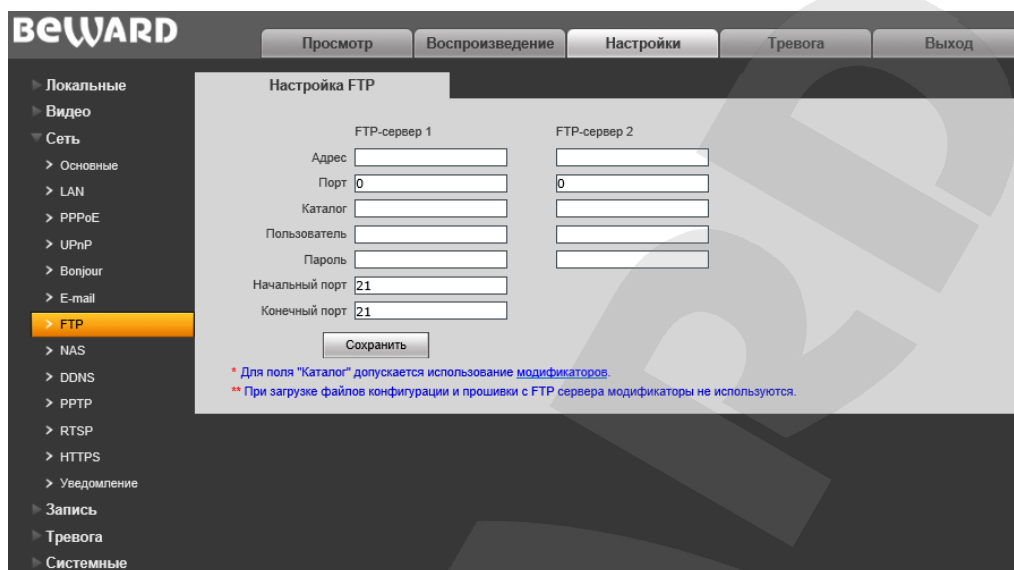 BEWARD
Просмотр Воспроизведение Настройки Тревога Выход
Локальные
Видео
Сеть
> Основные
> LAN
> PPPoE
> UPnP
> Bonjour
> E-mail
> FTP
> NAS
> DDNS
> PPTP
> RTSP
> HTTPS
> Уведомление
Запись
Тревога
Системные
Настройка FTP
FTP-сервер 1 FTP-сервер 2
Адрес
Порт 0 0
Каталог
Пользователь
Пароль
Начальный порт 21
Конечный порт 21
Сохранить
* Для поля "Каталог" допускается использование модификаторов.
** При загрузке файлов конфигурации и прошивки с FTP сервера модификаторы не используются.